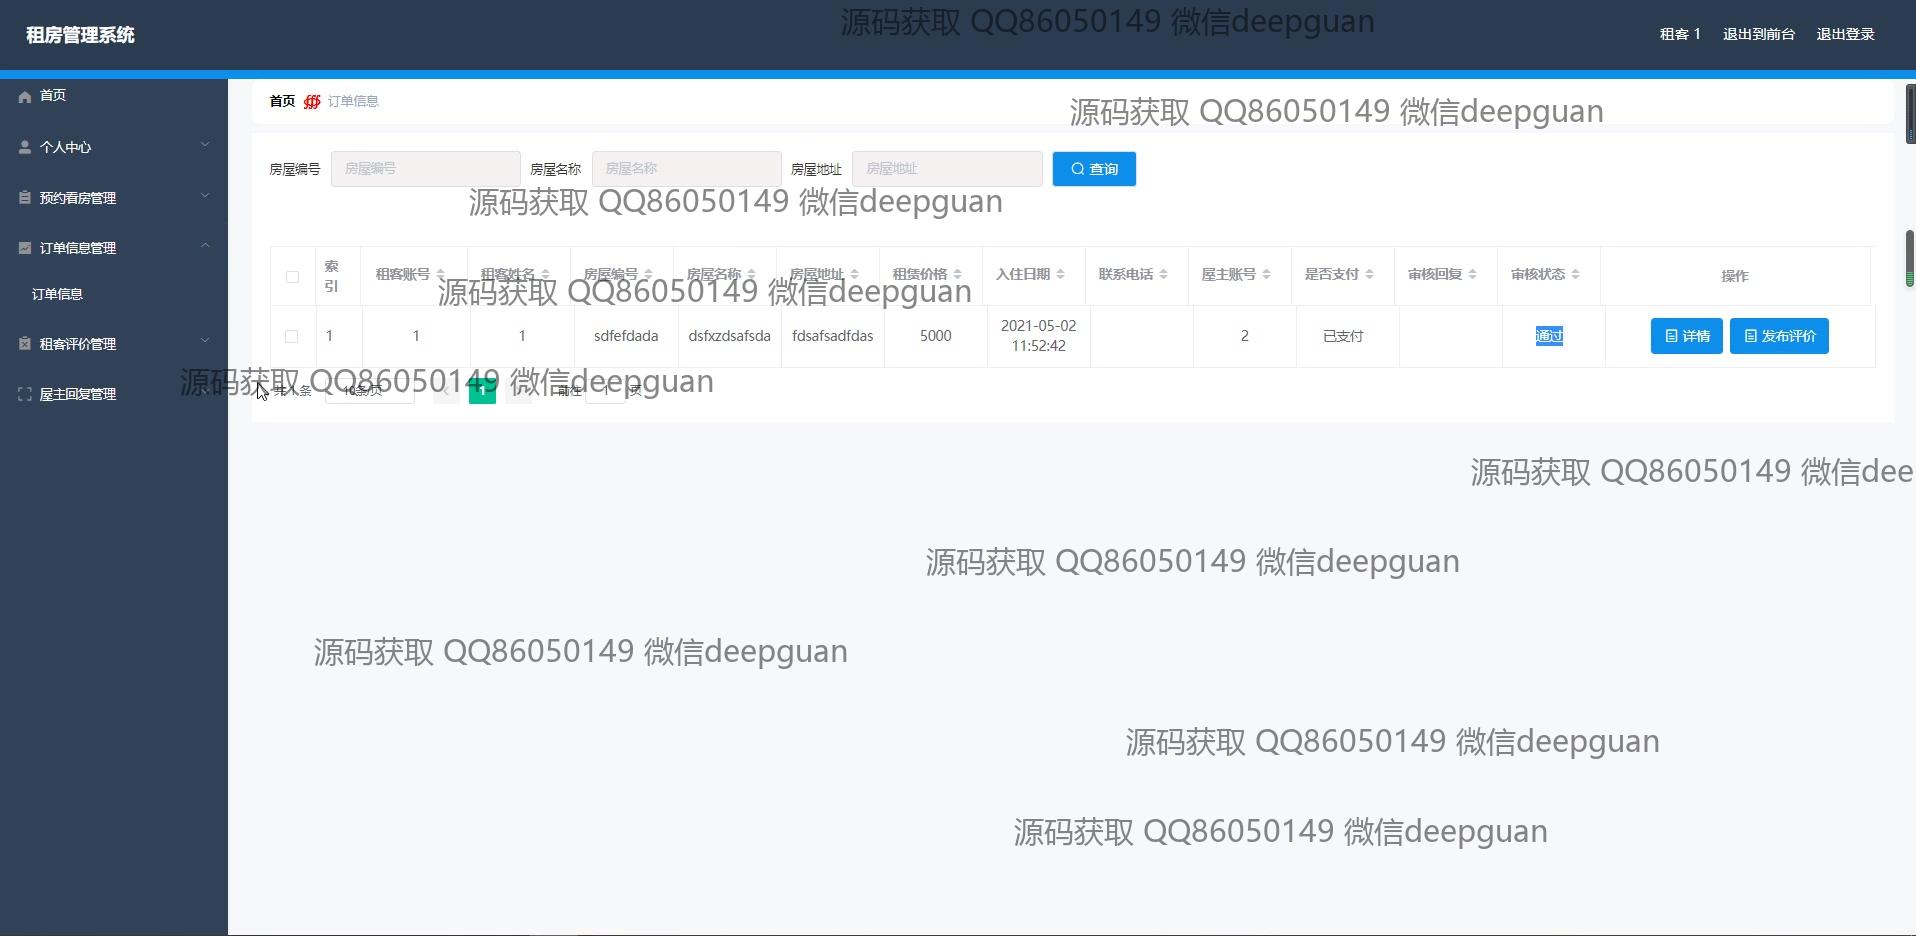 源码获取 QQ86050149 微信deepguan
租房管理系统
租客 1 退出到前台 退出登录
首页
首页 订单信息
源码获取 QQ86050149 微信deepguan
个人中心
房屋编号 房屋编号 房屋名称 房屋名称 房屋地址 房屋地址 查询
预约看房管理
源码获取 QQ86050149 微信deepguan
订单信息管理
订单信息
索引 租客账号 租客姓名 房屋编号 房屋名称 房屋地址 租赁价格 入住日期 联系电话 屋主账号 是否支付 审核回复 审核状态 操作
源码获取 QQ86050149 微信deepguan
1 1 1 sdfefdada dsfxzdsafsda fdsafsadfdas 5000 2021-05-02 11:52:42 2 已支付 通过 详情 发布评价
租客评价管理
源码获取 QQ86050149 微信deepguan
屋主回复管理
共 1 条 10条/页 1 前往 1 页
源码获取 QQ86050149 微信dee
源码获取 QQ86050149 微信deepguan
源码获取 QQ86050149 微信deepguan
源码获取 QQ86050149 微信deepguan
源码获取 QQ86050149 微信deepguan